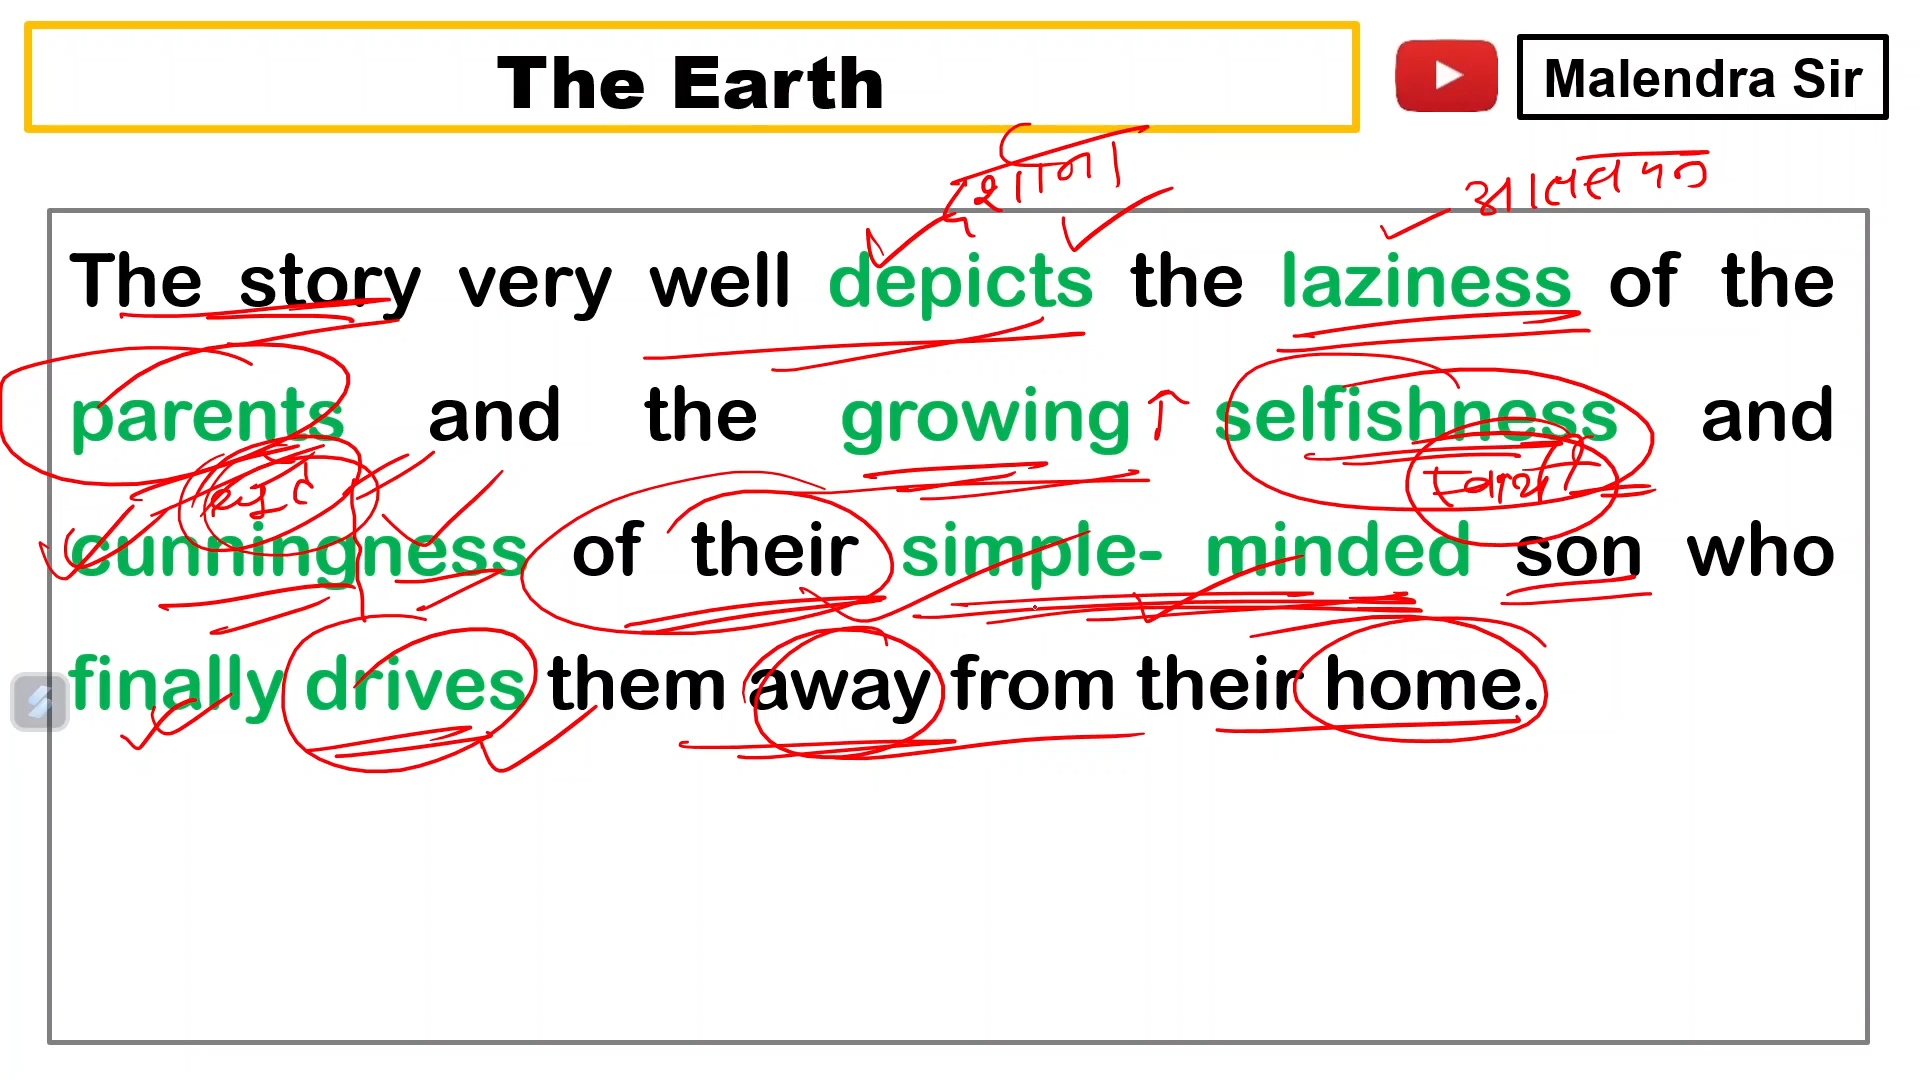 The Earth
Malendra Sir
आलसपन
The story very well depicts the laziness of the
parents and the growing selfishness and
cunningness of their simple- minded son who
finally drives them away from their home.